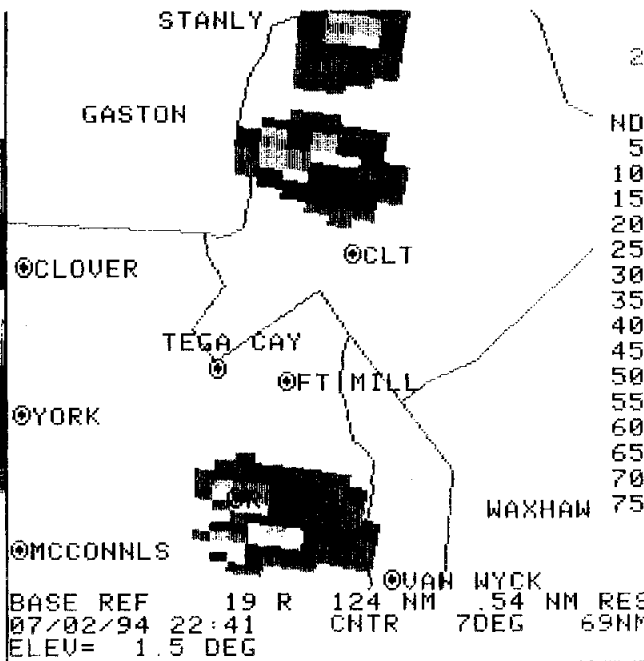 STANLY
2
GASTON
ND
5
10
15
20
CLT
25
CLOVER
30
35
TEGA CAY
40
45
FT MILL
50
55
YORK
60
65
70
WAXHAW 75
MCCONNLS
VAN WYCK
BASE REF 19 R 124 NM .54 NM RES
07/02/94 22:41 CNTR 7DEG 69NM
ELEV= 1.5 DEG